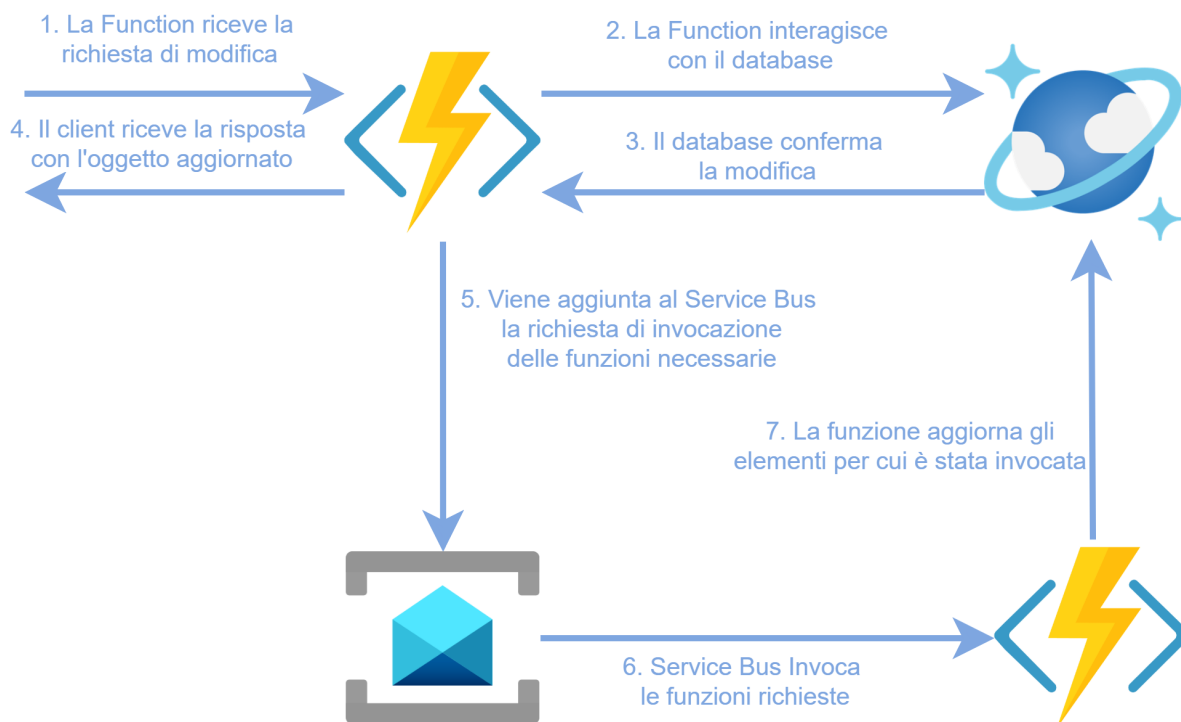 1. La Function riceve la
richiesta di modifica
2. La Function interagisce
con il database
4. Il client riceve la risposta
con l'oggetto aggiornato
3. Il database conferma
la modifica
5. Viene aggiunta al Service Bus
la richiesta di invocazione
delle funzioni necessarie
7. La funzione aggiorna gli
elementi per cui è stata invocata
6. Service Bus Invoca
le funzioni richieste